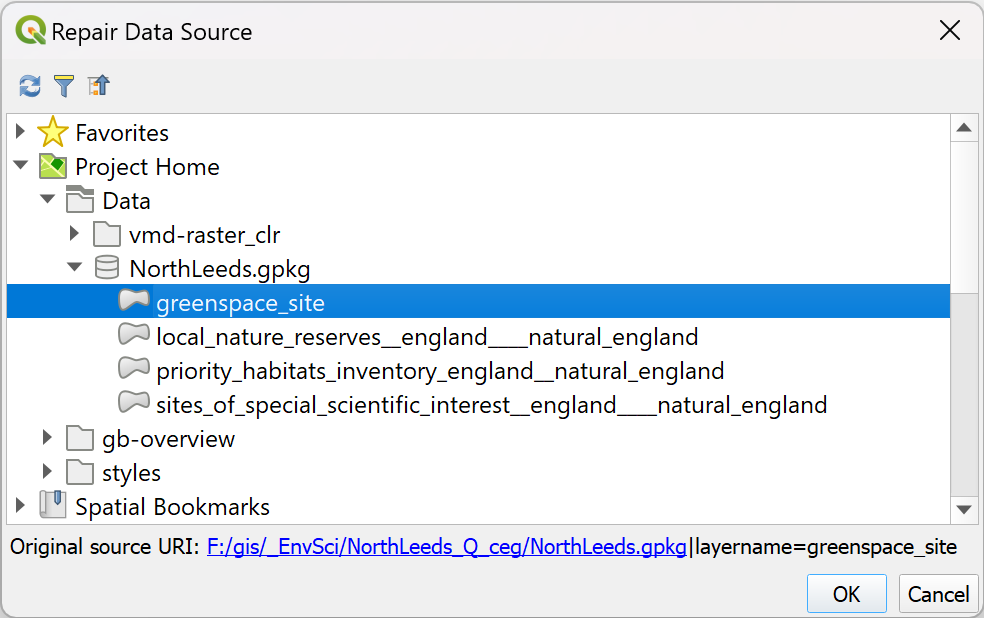 Repair Data Source
Favorites
Project Home
Data
vmd-raster_clr
NorthLeeds.gpkg
greenspace_site
local_nature_reserves__england____natural_england
priority_habitats_inventory_england__natural_england
sites_of_special_scientific_interest__england____natural_england
gb-overview
styles
Spatial Bookmarks
Original source URI: F:/gis/_EnvSci/NorthLeeds_Q_ceg/NorthLeeds.gpkg|layername=greenspace_site
OK Cancel